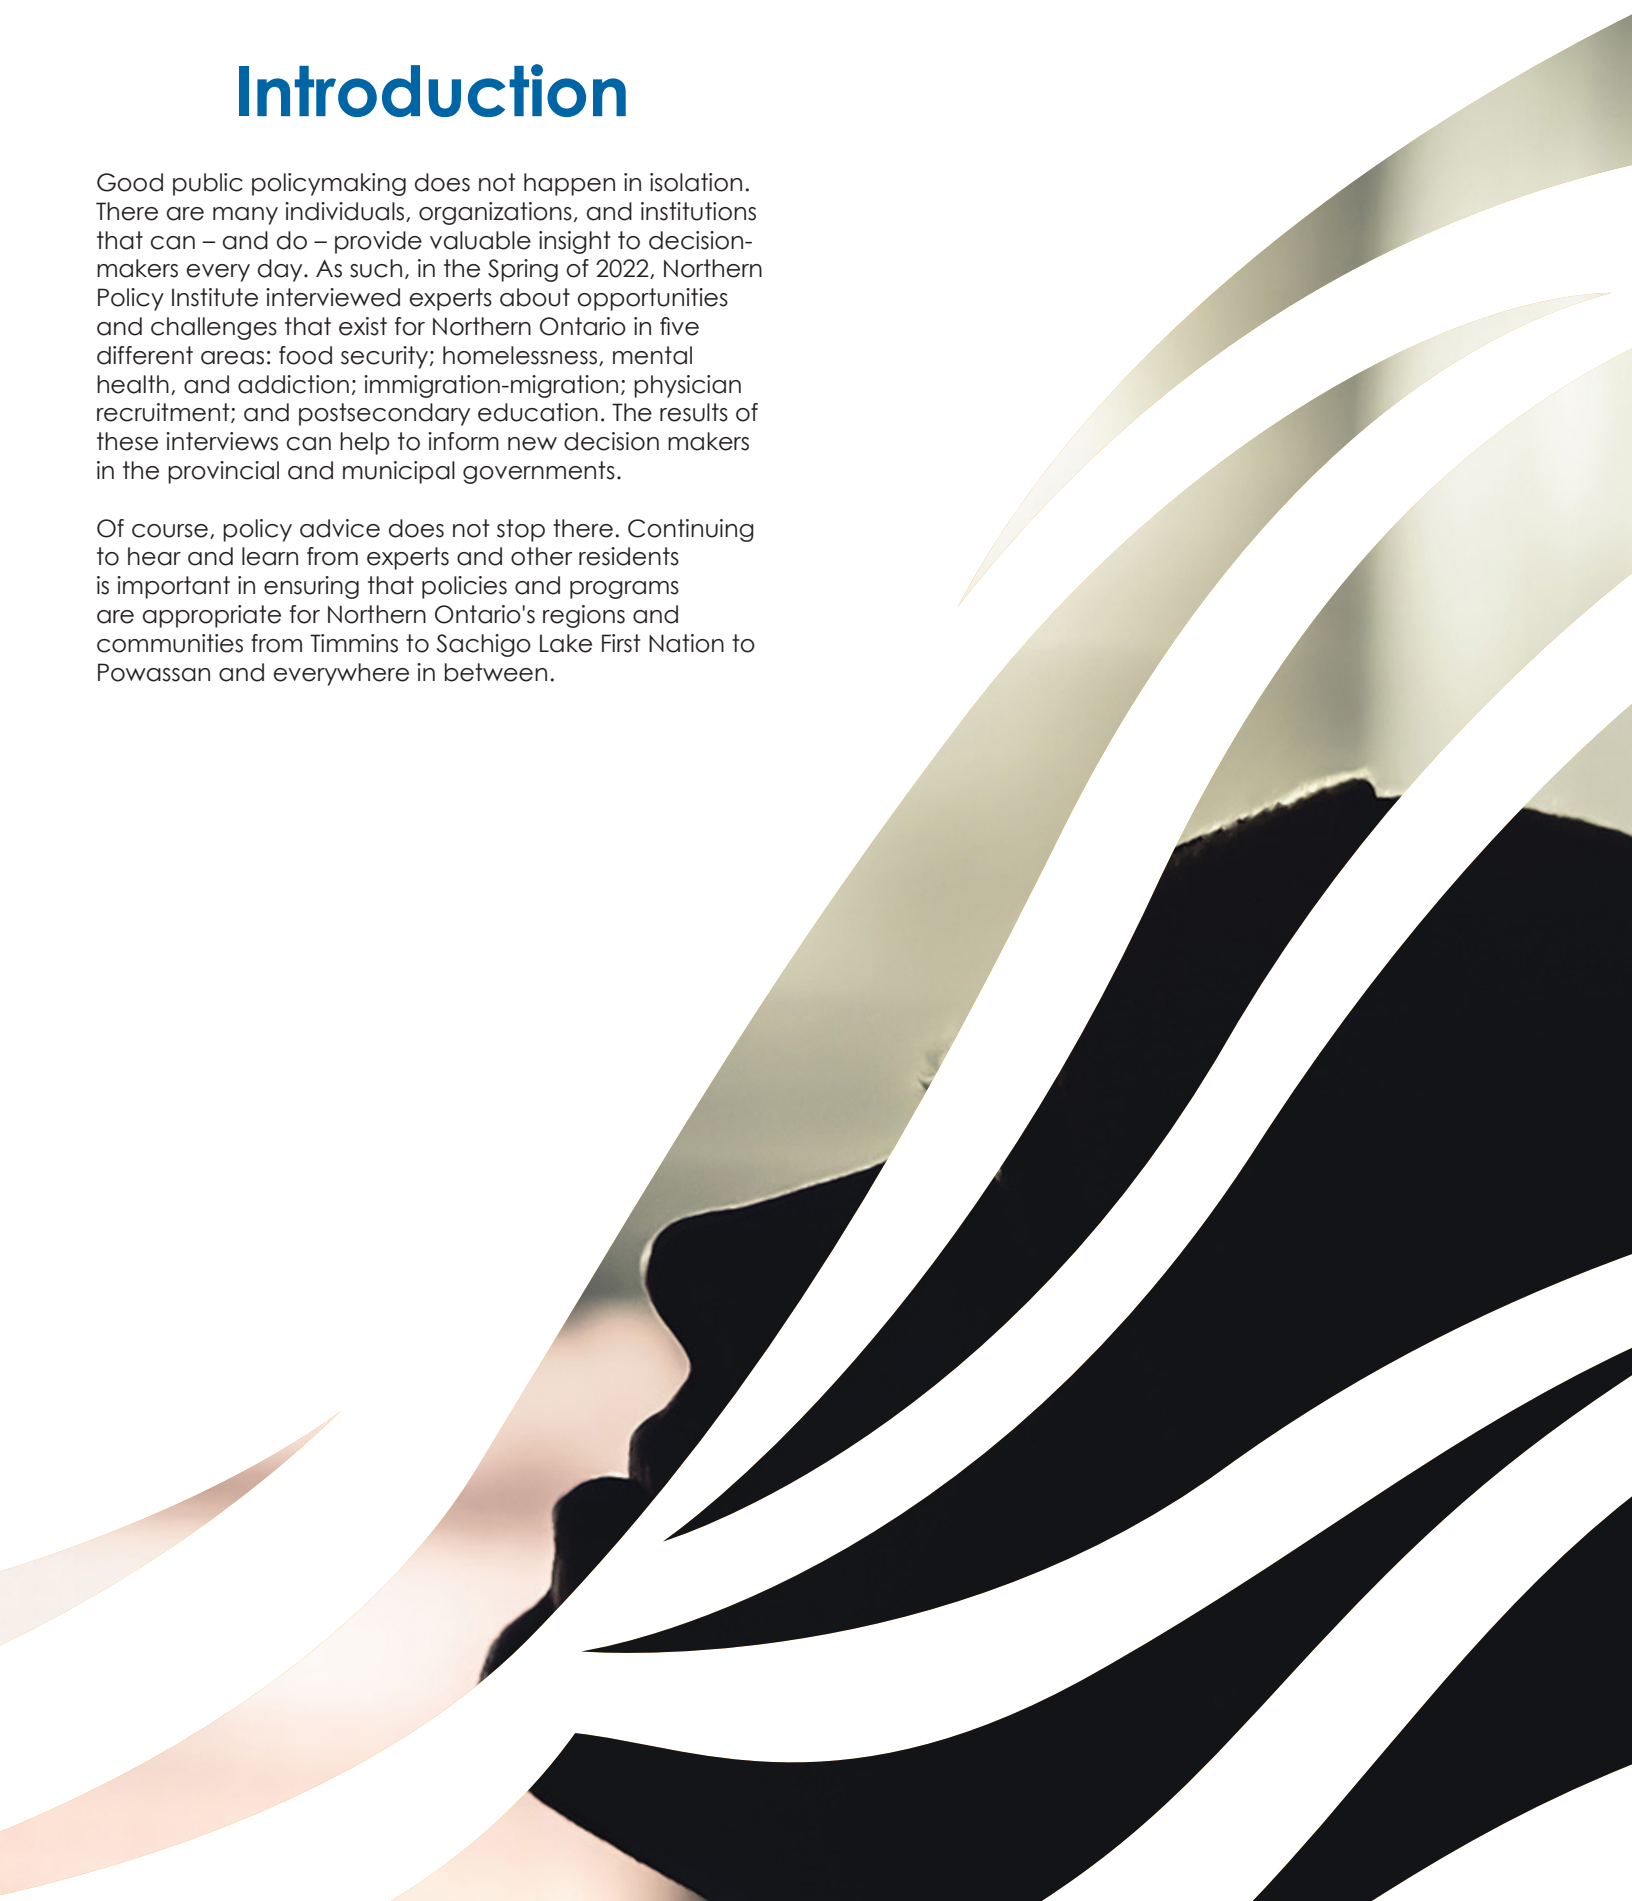 Introduction
Good public policymaking does not happen in isolation.
There are many individuals, organizations, and institutions
that can – and do – provide valuable insight to decision-
makers every day. As such, in the Spring of 2022, Northern
Policy Institute interviewed experts about opportunities
and challenges that exist for Northern Ontario in five
different areas: food security; homelessness, mental
health, and addiction; immigration-migration; physician
recruitment; and postsecondary education. The results of
these interviews can help to inform new decision makers
in the provincial and municipal governments.
Of course, policy advice does not stop there. Continuing
to hear and learn from experts and other residents
is important in ensuring that policies and programs
are appropriate for Northern Ontario's regions and
communities from Timmins to Sachigo Lake First Nation to
Powassan and everywhere in between.